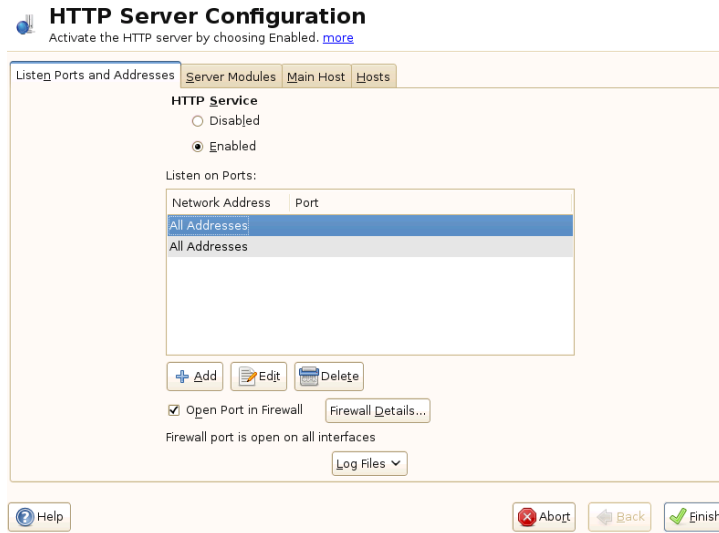 HTTP Server Configuration
Activate the HTTP server by choosing Enabled. more
Listen Ports and Addresses Server Modules Main Host Hosts
HTTP Service
Disabled
Enabled
Listen on Ports:
Network Address Port
All Addresses
All Addresses
Add Edit Delete
Open Port in Firewall Firewall Details...
Firewall port is open on all interfaces
Log Files
Help Abort Back Finish